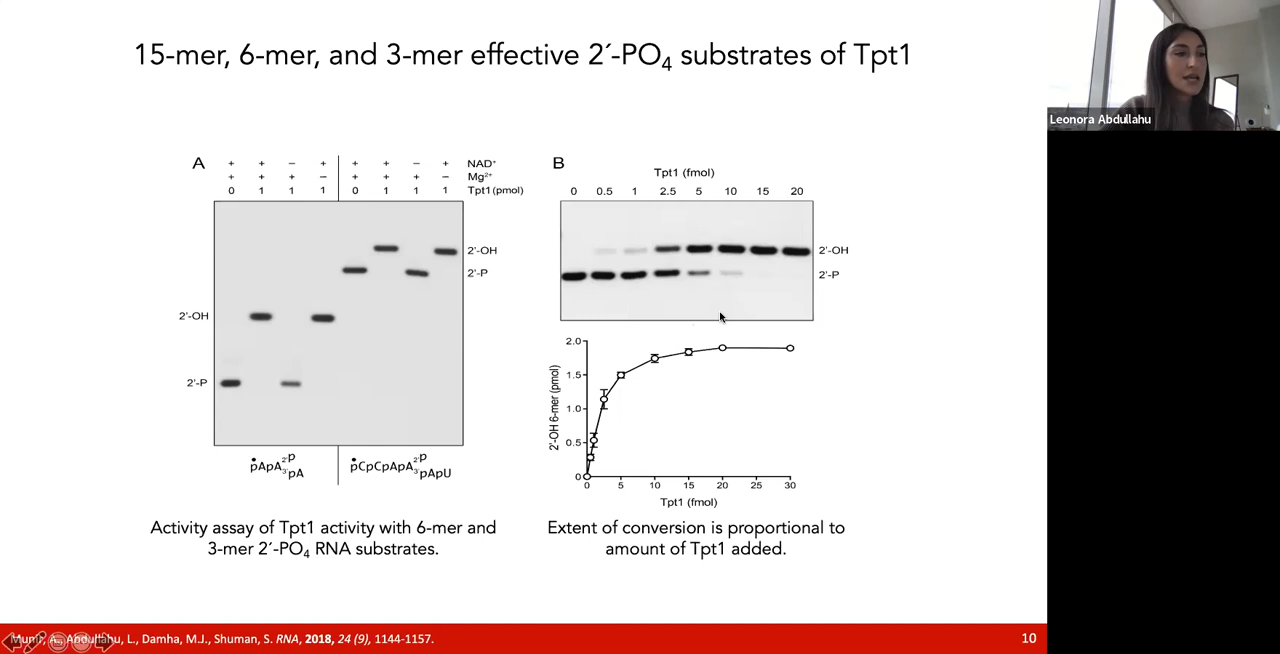 15-mer, 6-mer, and 3-mer effective 2´-PO₄ substrates of Tpt1
Leonora Abdullahu
A
+ + – + + + – + NAD⁺
+ + + – + + + – Mg²⁺
0 1 1 1 0 1 1 1 Tpt1 (pmol)
2'-OH
2'-P
2'-OH
2'-P
pApA 2'p 3'pA
pCpCpApA 2'p 3'pApU
Activity assay of Tpt1 activity with 6-mer and
3-mer 2´-PO₄ RNA substrates.
B
Tpt1 (fmol)
0 0.5 1 2.5 5 10 15 20
2'-OH
2'-P
2'-OH 6-mer (pmol)
2.0
1.5
1.0
0.5
0
0 5 10 15 20 25 30
Tpt1 (fmol)
Extent of conversion is proportional to
amount of Tpt1 added.
Munir, A., Abdullahu, L., Damha, M.J., Shuman, S. RNA, 2018, 24 (9), 1144-1157.
10